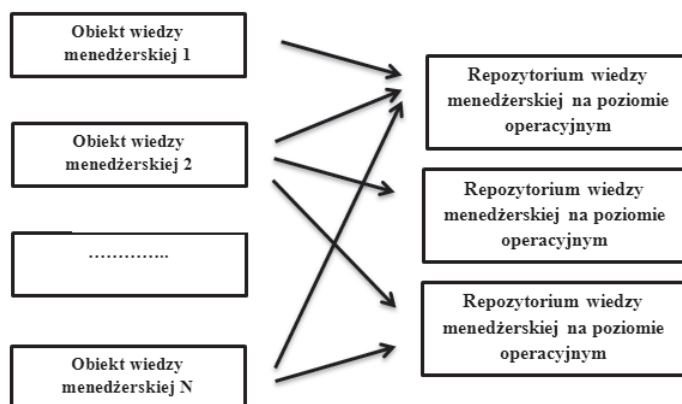 Obiekt wiedzy
menedżerskiej 1
Obiekt wiedzy
menedżerskiej 2
…………..
Obiekt wiedzy
menedżerskiej N
Repozytorium wiedzy
menedżerskiej na poziomie
operacyjnym
Repozytorium wiedzy
menedżerskiej na poziomie
operacyjnym
Repozytorium wiedzy
menedżerskiej na poziomie
operacyjnym